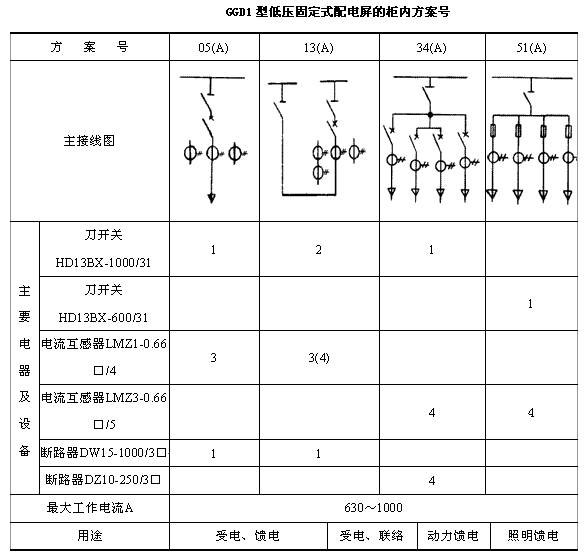 GGD1 型低压固定式配电屏的柜内方案号
方 案 号 05(A) 13(A) 34(A) 51(A)
主接线图
主要电器及设备
刀开关
HD13BX-1000/31 1 2 1
刀开关
HD13BX-600/31 1
电流互感器LMZ1-0.66
□/4 3 3(4)
电流互感器LMZ3-0.66
□/5 4 4
断路器DW15-1000/3□ 1 1
断路器DZ10-250/3□ 4
最大工作电流A 630～1000
用途 受电、馈电 受电、联络 动力馈电 照明馈电